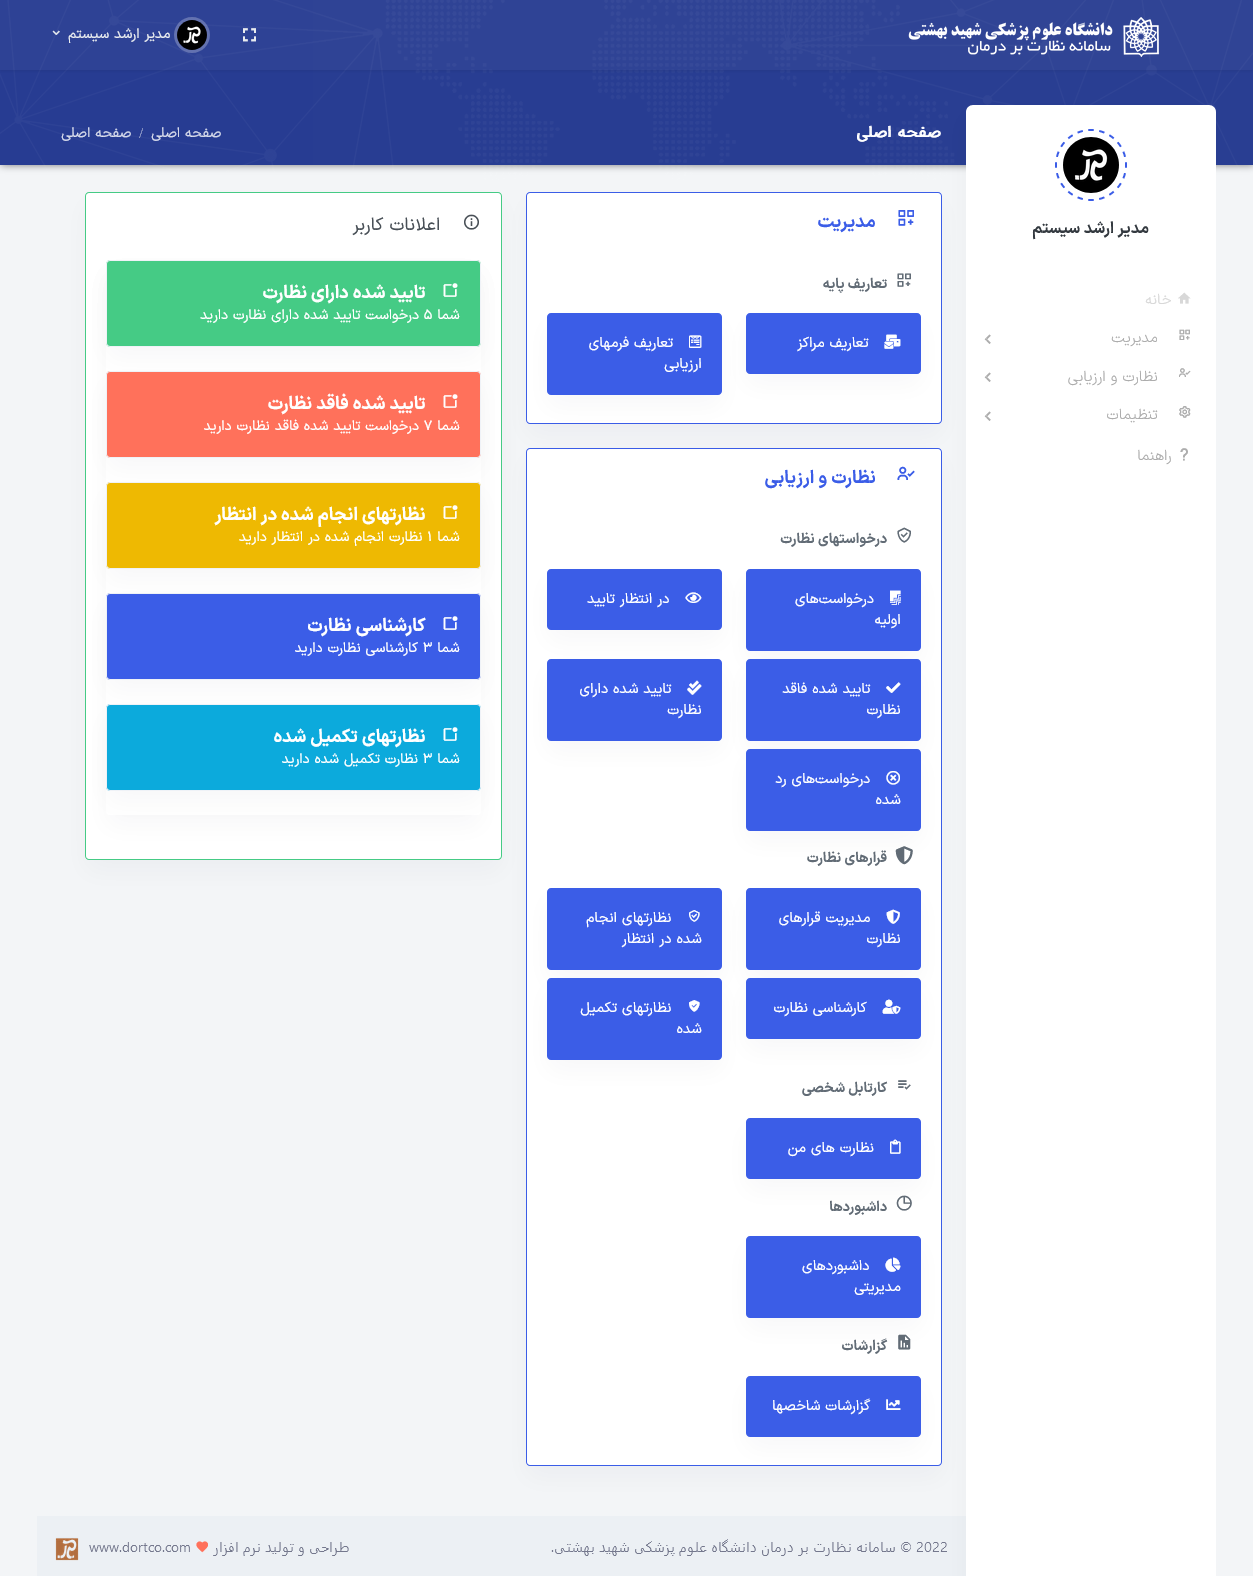 دانشگاه علوم پزشکی شهید بهشتی
سامانه نظارت بر درمان
مدیر ارشد سیستم
صفحه اصلی
صفحه اصلی / صفحه اصلی
مدیر ارشد سیستم
خانه
مدیریت
نظارت و ارزیابی
تنظیمات
راهنما
مدیریت
تعاریف پایه
تعاریف مراکز
تعاریف فرمهای
ارزیابی
نظارت و ارزیابی
درخواستهای نظارت
درخواست‌های
اولیه
در انتظار تایید
تایید شده فاقد
نظارت
تایید شده دارای
نظارت
درخواست‌های رد
شده
قرارهای نظارت
مدیریت قرارهای
نظارت
نظارتهای انجام
شده در انتظار
کارشناسی نظارت
نظارتهای تکمیل
شده
کارتابل شخصی
نظارت های من
داشبوردها
داشبوردهای
مدیریتی
گزارشات
گزارشات شاخصها
اعلانات کاربر
تایید شده دارای نظارت
شما ۵ درخواست تایید شده دارای نظارت دارید
تایید شده فاقد نظارت
شما ۷ درخواست تایید شده فاقد نظارت دارید
نظارتهای انجام شده در انتظار
شما ۱ نظارت انجام شده در انتظار دارید
کارشناسی نظارت
شما ۳ کارشناسی نظارت دارید
نظارتهای تکمیل شده
شما ۳ نظارت تکمیل شده دارید
2022 © سامانه نظارت بر درمان دانشگاه علوم پزشکی شهید بهشتی.
طراحی و تولید نرم افزار ❤ www.dortco.com